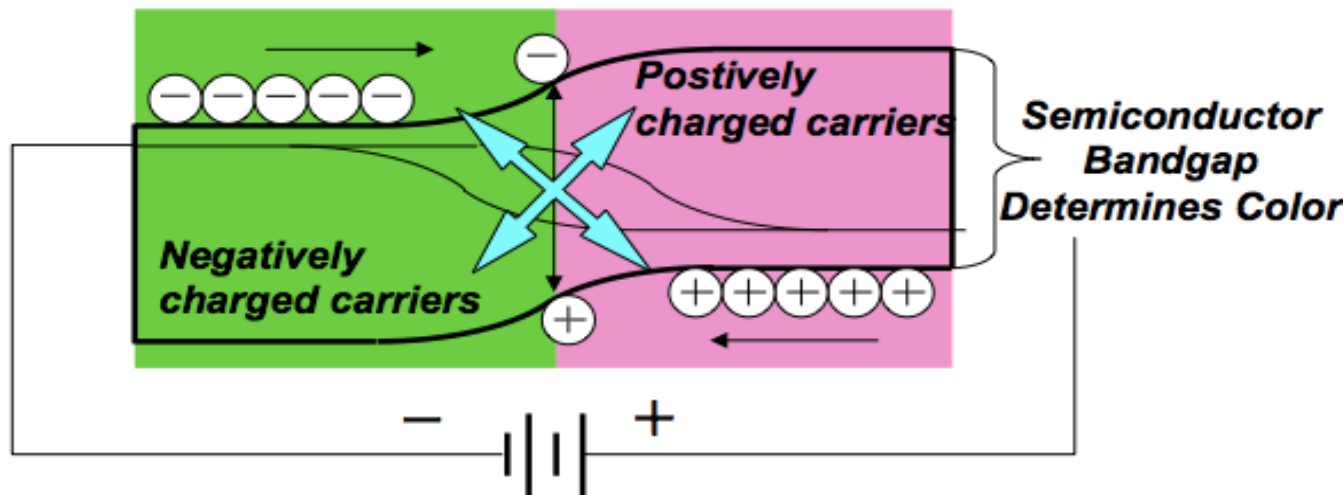 Postively
charged carriers
Semiconductor
Bandgap
Determines Color
Negatively
charged carriers
− +